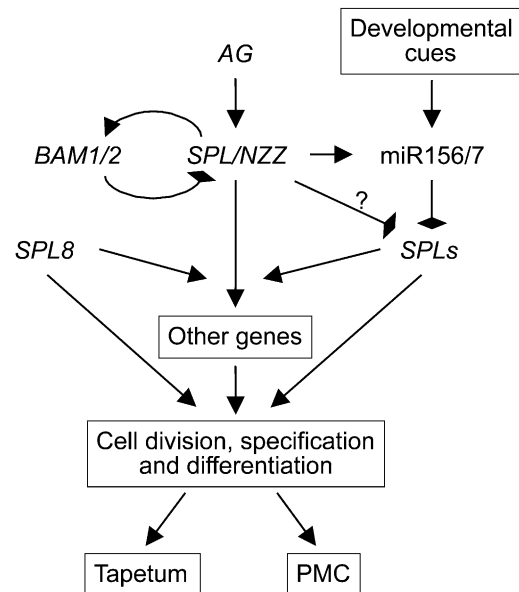 Developmental
cues
AG
BAM1/2
SPL/NZZ
miR156/7
?
SPL8
SPLs
Other genes
Cell division, specification
and differentiation
Tapetum
PMC